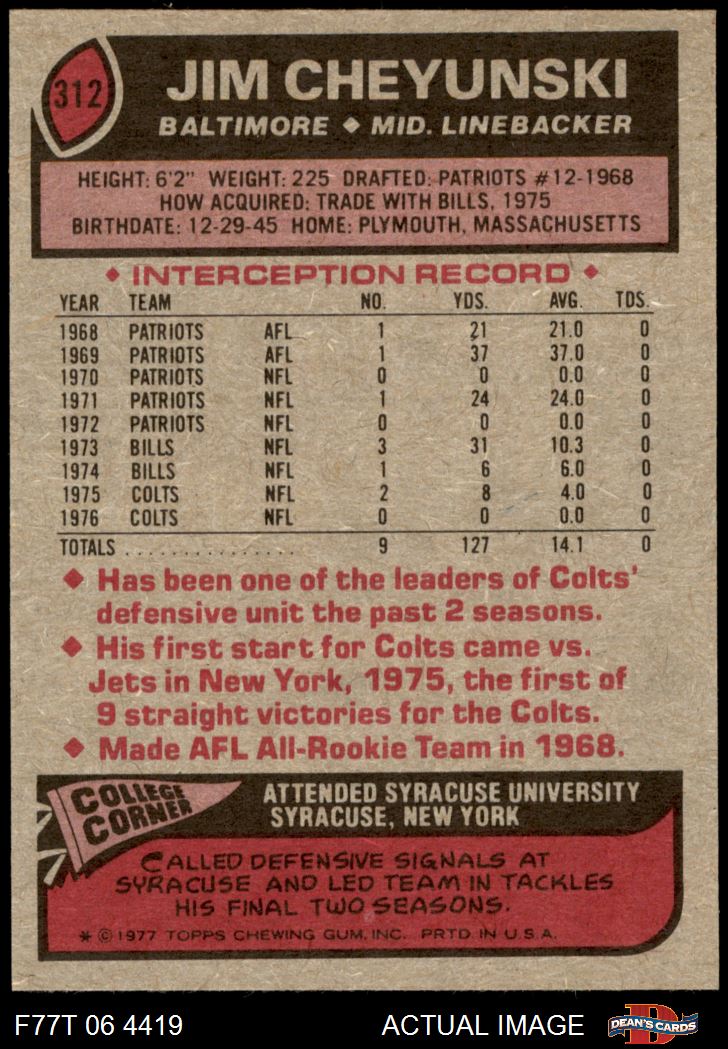 312
JIM CHEYUNSKI
BALTIMORE ◆ MID. LINEBACKER
HEIGHT: 6'2" WEIGHT: 225 DRAFTED: PATRIOTS #12-1968
HOW ACQUIRED: TRADE WITH BILLS, 1975
BIRTHDATE: 12-29-45 HOME: PLYMOUTH, MASSACHUSETTS
◆ INTERCEPTION RECORD ◆
YEAR TEAM NO. YDS. AVG. TDS.
1968 PATRIOTS AFL 1 21 21.0 0
1969 PATRIOTS AFL 1 37 37.0 0
1970 PATRIOTS NFL 0 0 0.0 0
1971 PATRIOTS NFL 1 24 24.0 0
1972 PATRIOTS NFL 0 0 0.0 0
1973 BILLS NFL 3 31 10.3 0
1974 BILLS NFL 1 6 6.0 0
1975 COLTS NFL 2 8 4.0 0
1976 COLTS NFL 0 0 0.0 0
TOTALS . . . . . . . . . . . . . . . 9 127 14.1 0
◆ Has been one of the leaders of Colts'
defensive unit the past 2 seasons.
◆ His first start for Colts came vs.
Jets in New York, 1975, the first of
9 straight victories for the Colts.
◆ Made AFL All-Rookie Team in 1968.
COLLEGE
CORNER
ATTENDED SYRACUSE UNIVERSITY
SYRACUSE, NEW YORK
CALLED DEFENSIVE SIGNALS AT
SYRACUSE AND LED TEAM IN TACKLES
HIS FINAL TWO SEASONS.
* © 1977 TOPPS CHEWING GUM, INC. PRTD. IN U.S.A.
F77T 06 4419 ACTUAL IMAGE
D
DEAN'S CARDS